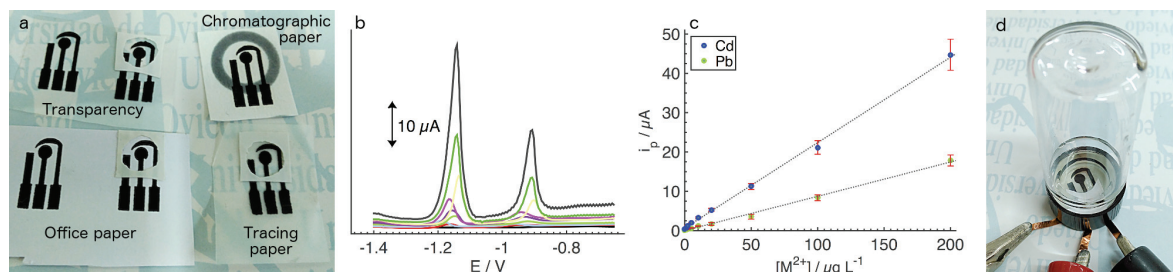 a
Chromatographic
paper
Transparency
Office paper
Tracing
paper
b
10 µA
-1.4
-1.2
-1
-0.8
E / V
c
50
40
30
20
10
0
Cd
Pb
iₚ / µA
0
50
100
150
200
[M²⁺] / µg L⁻¹
d